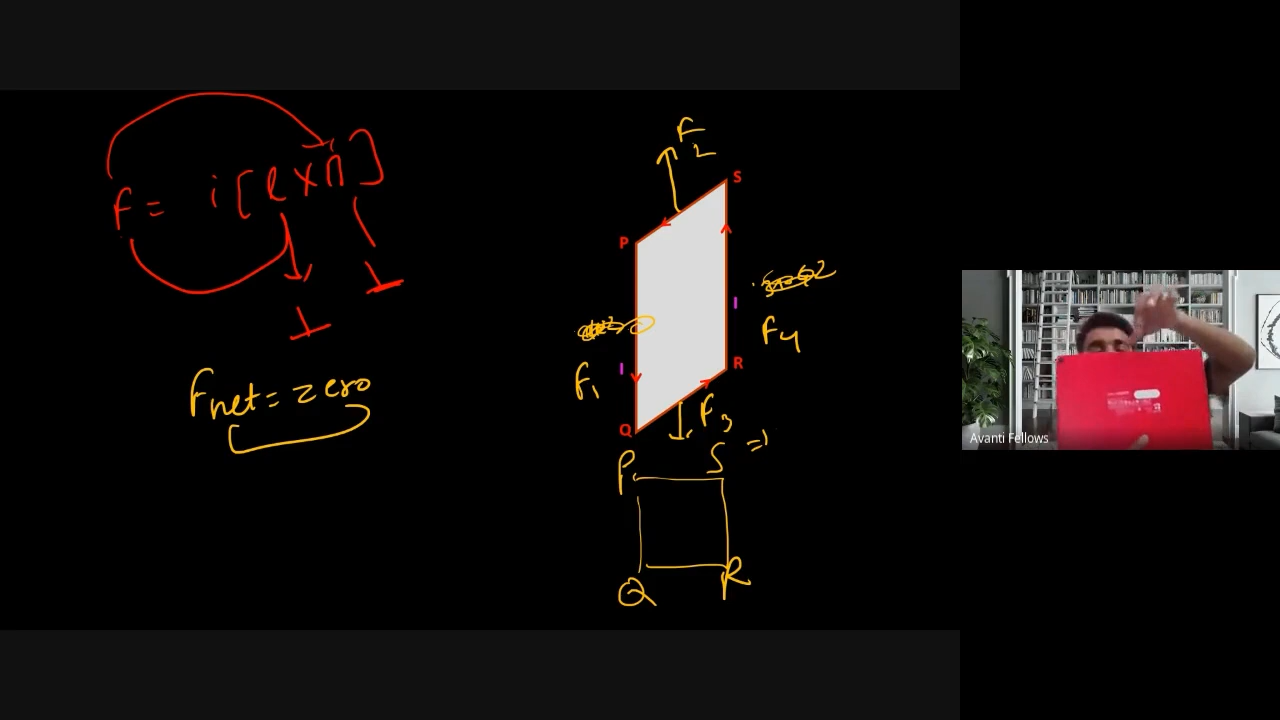 F = i [ l × B ]
⊥
⊥
Fnet = zero
F2
S
P
I
F4
I
F1
R
F3
Q
P S ⇒
Q R
Avanti Fellows